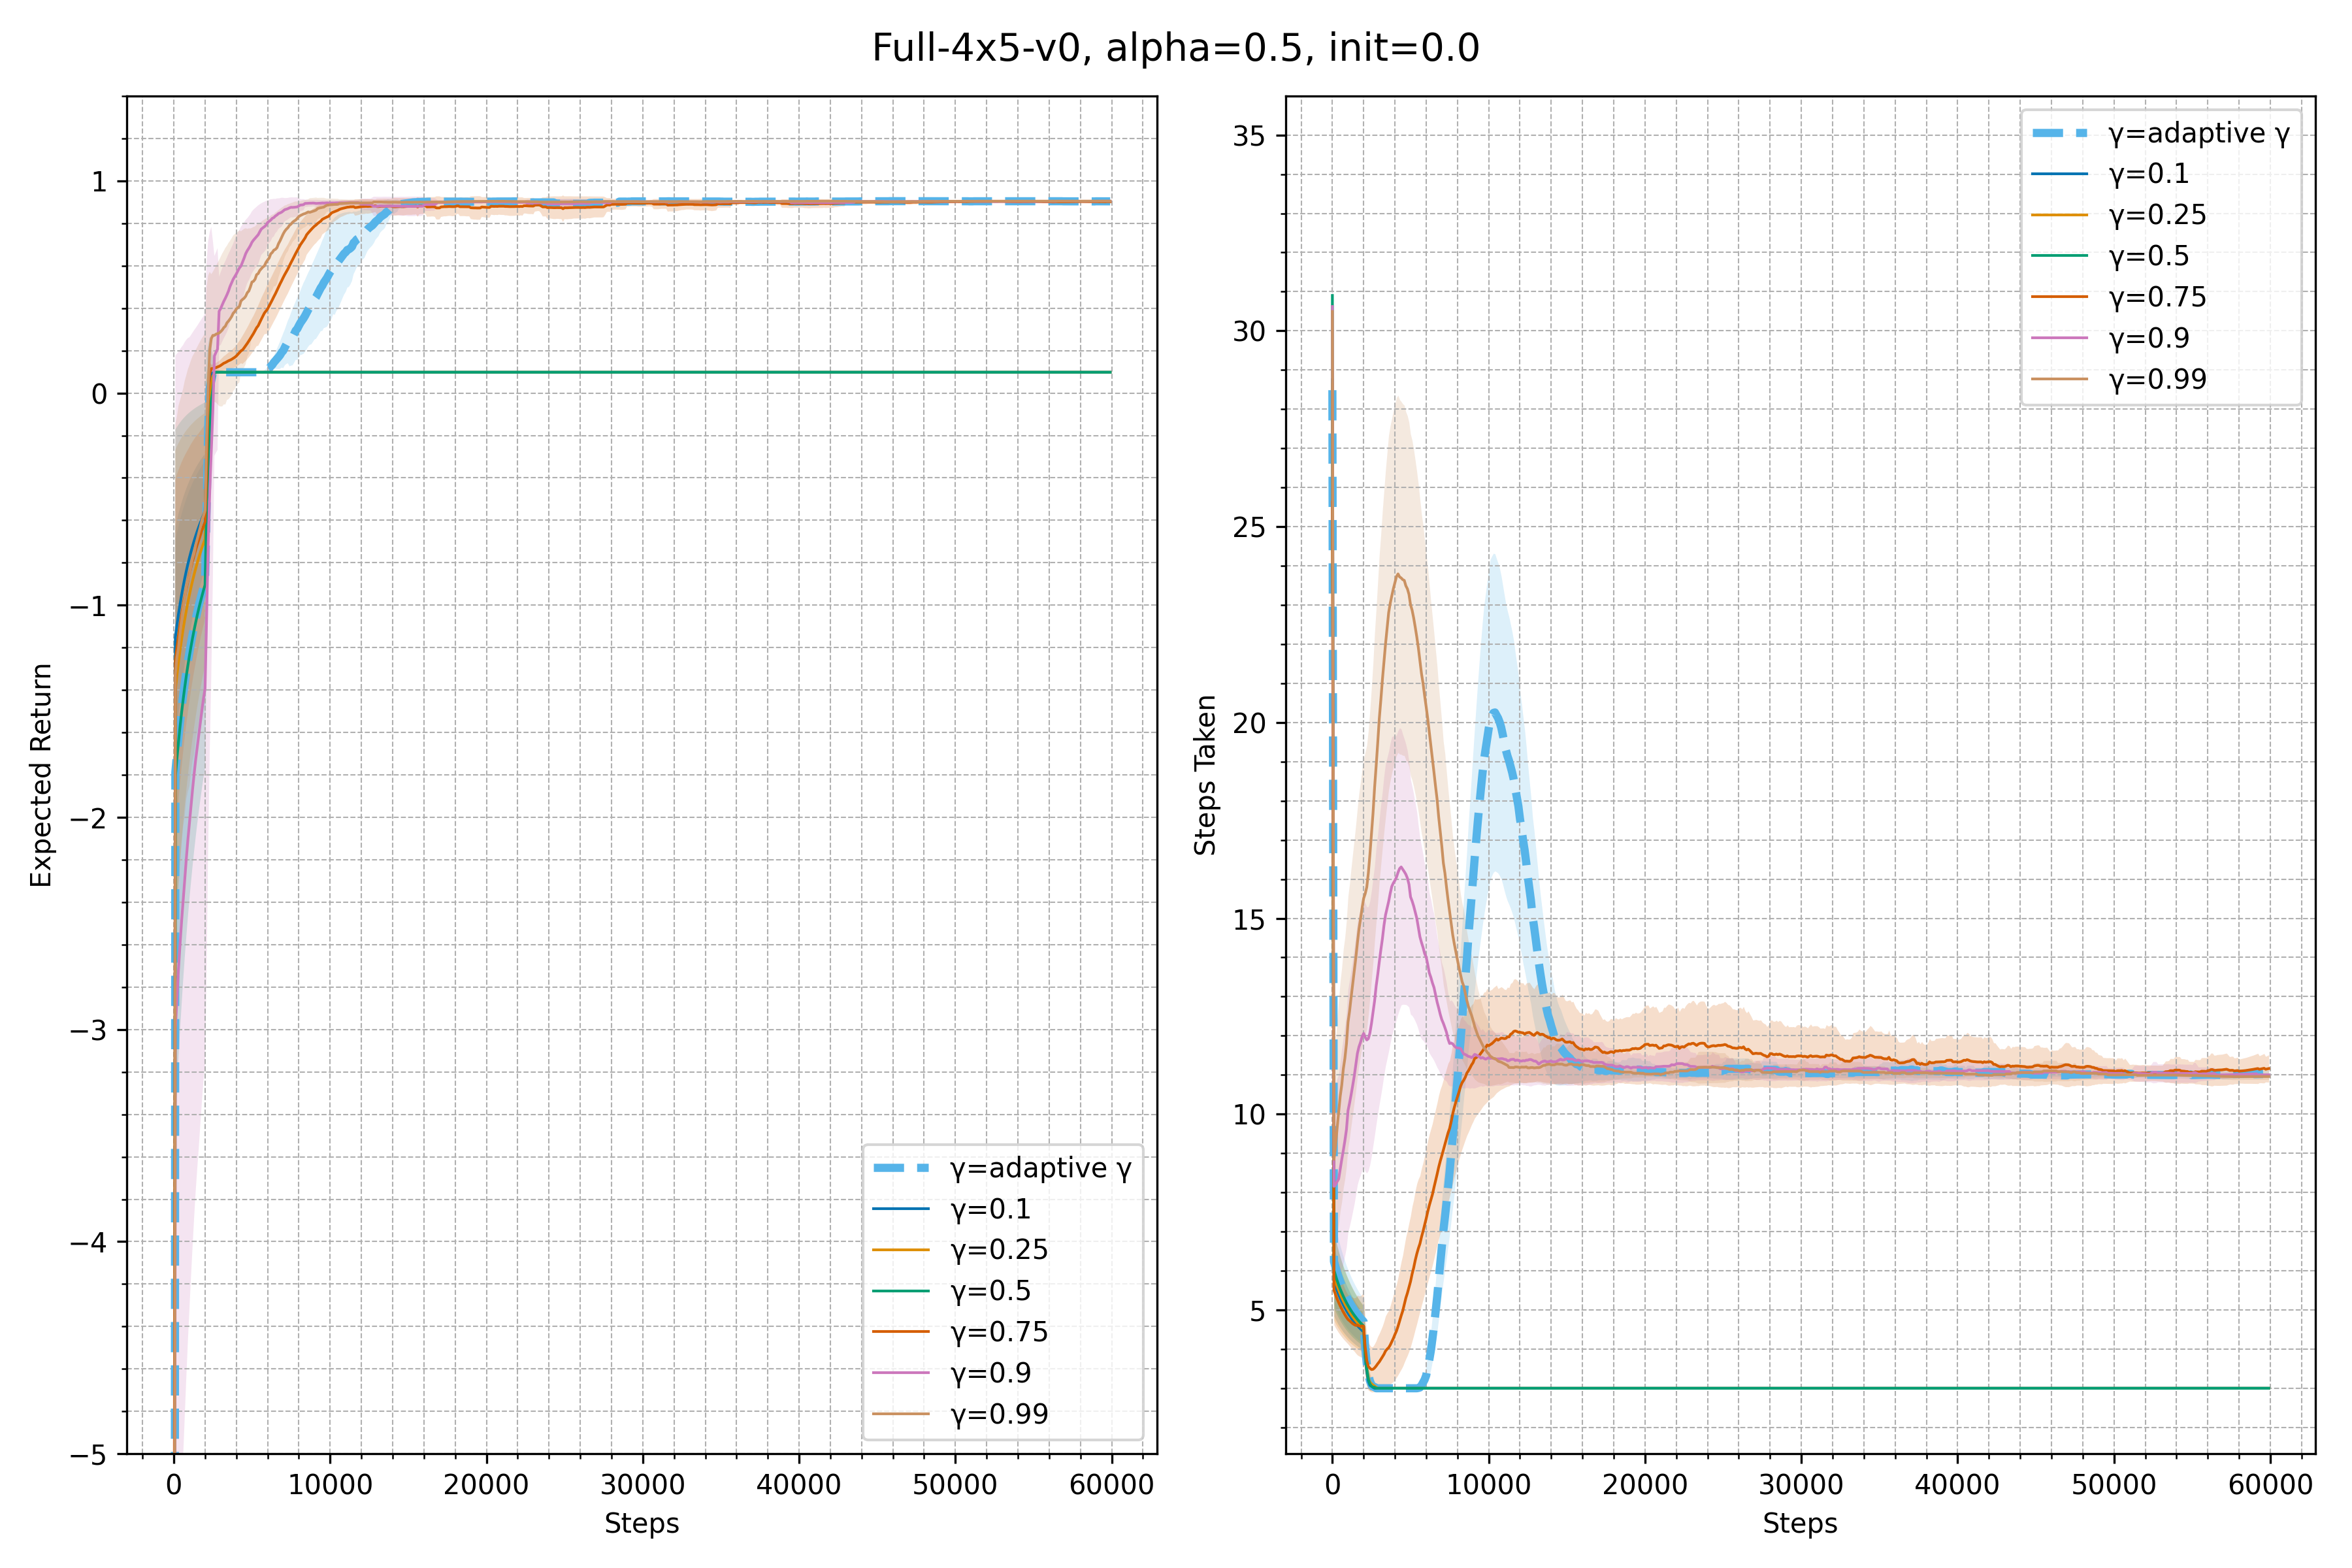 Full-4x5-v0, alpha=0.5, init=0.0
Expected Return
1
0
−1
−2
−3
−4
−5
0
10000
20000
30000
40000
50000
60000
Steps
γ=adaptive γ
γ=0.1
γ=0.25
γ=0.5
γ=0.75
γ=0.9
γ=0.99
Steps Taken
35
30
25
20
15
10
5
0
10000
20000
30000
40000
50000
60000
Steps
γ=adaptive γ
γ=0.1
γ=0.25
γ=0.5
γ=0.75
γ=0.9
γ=0.99